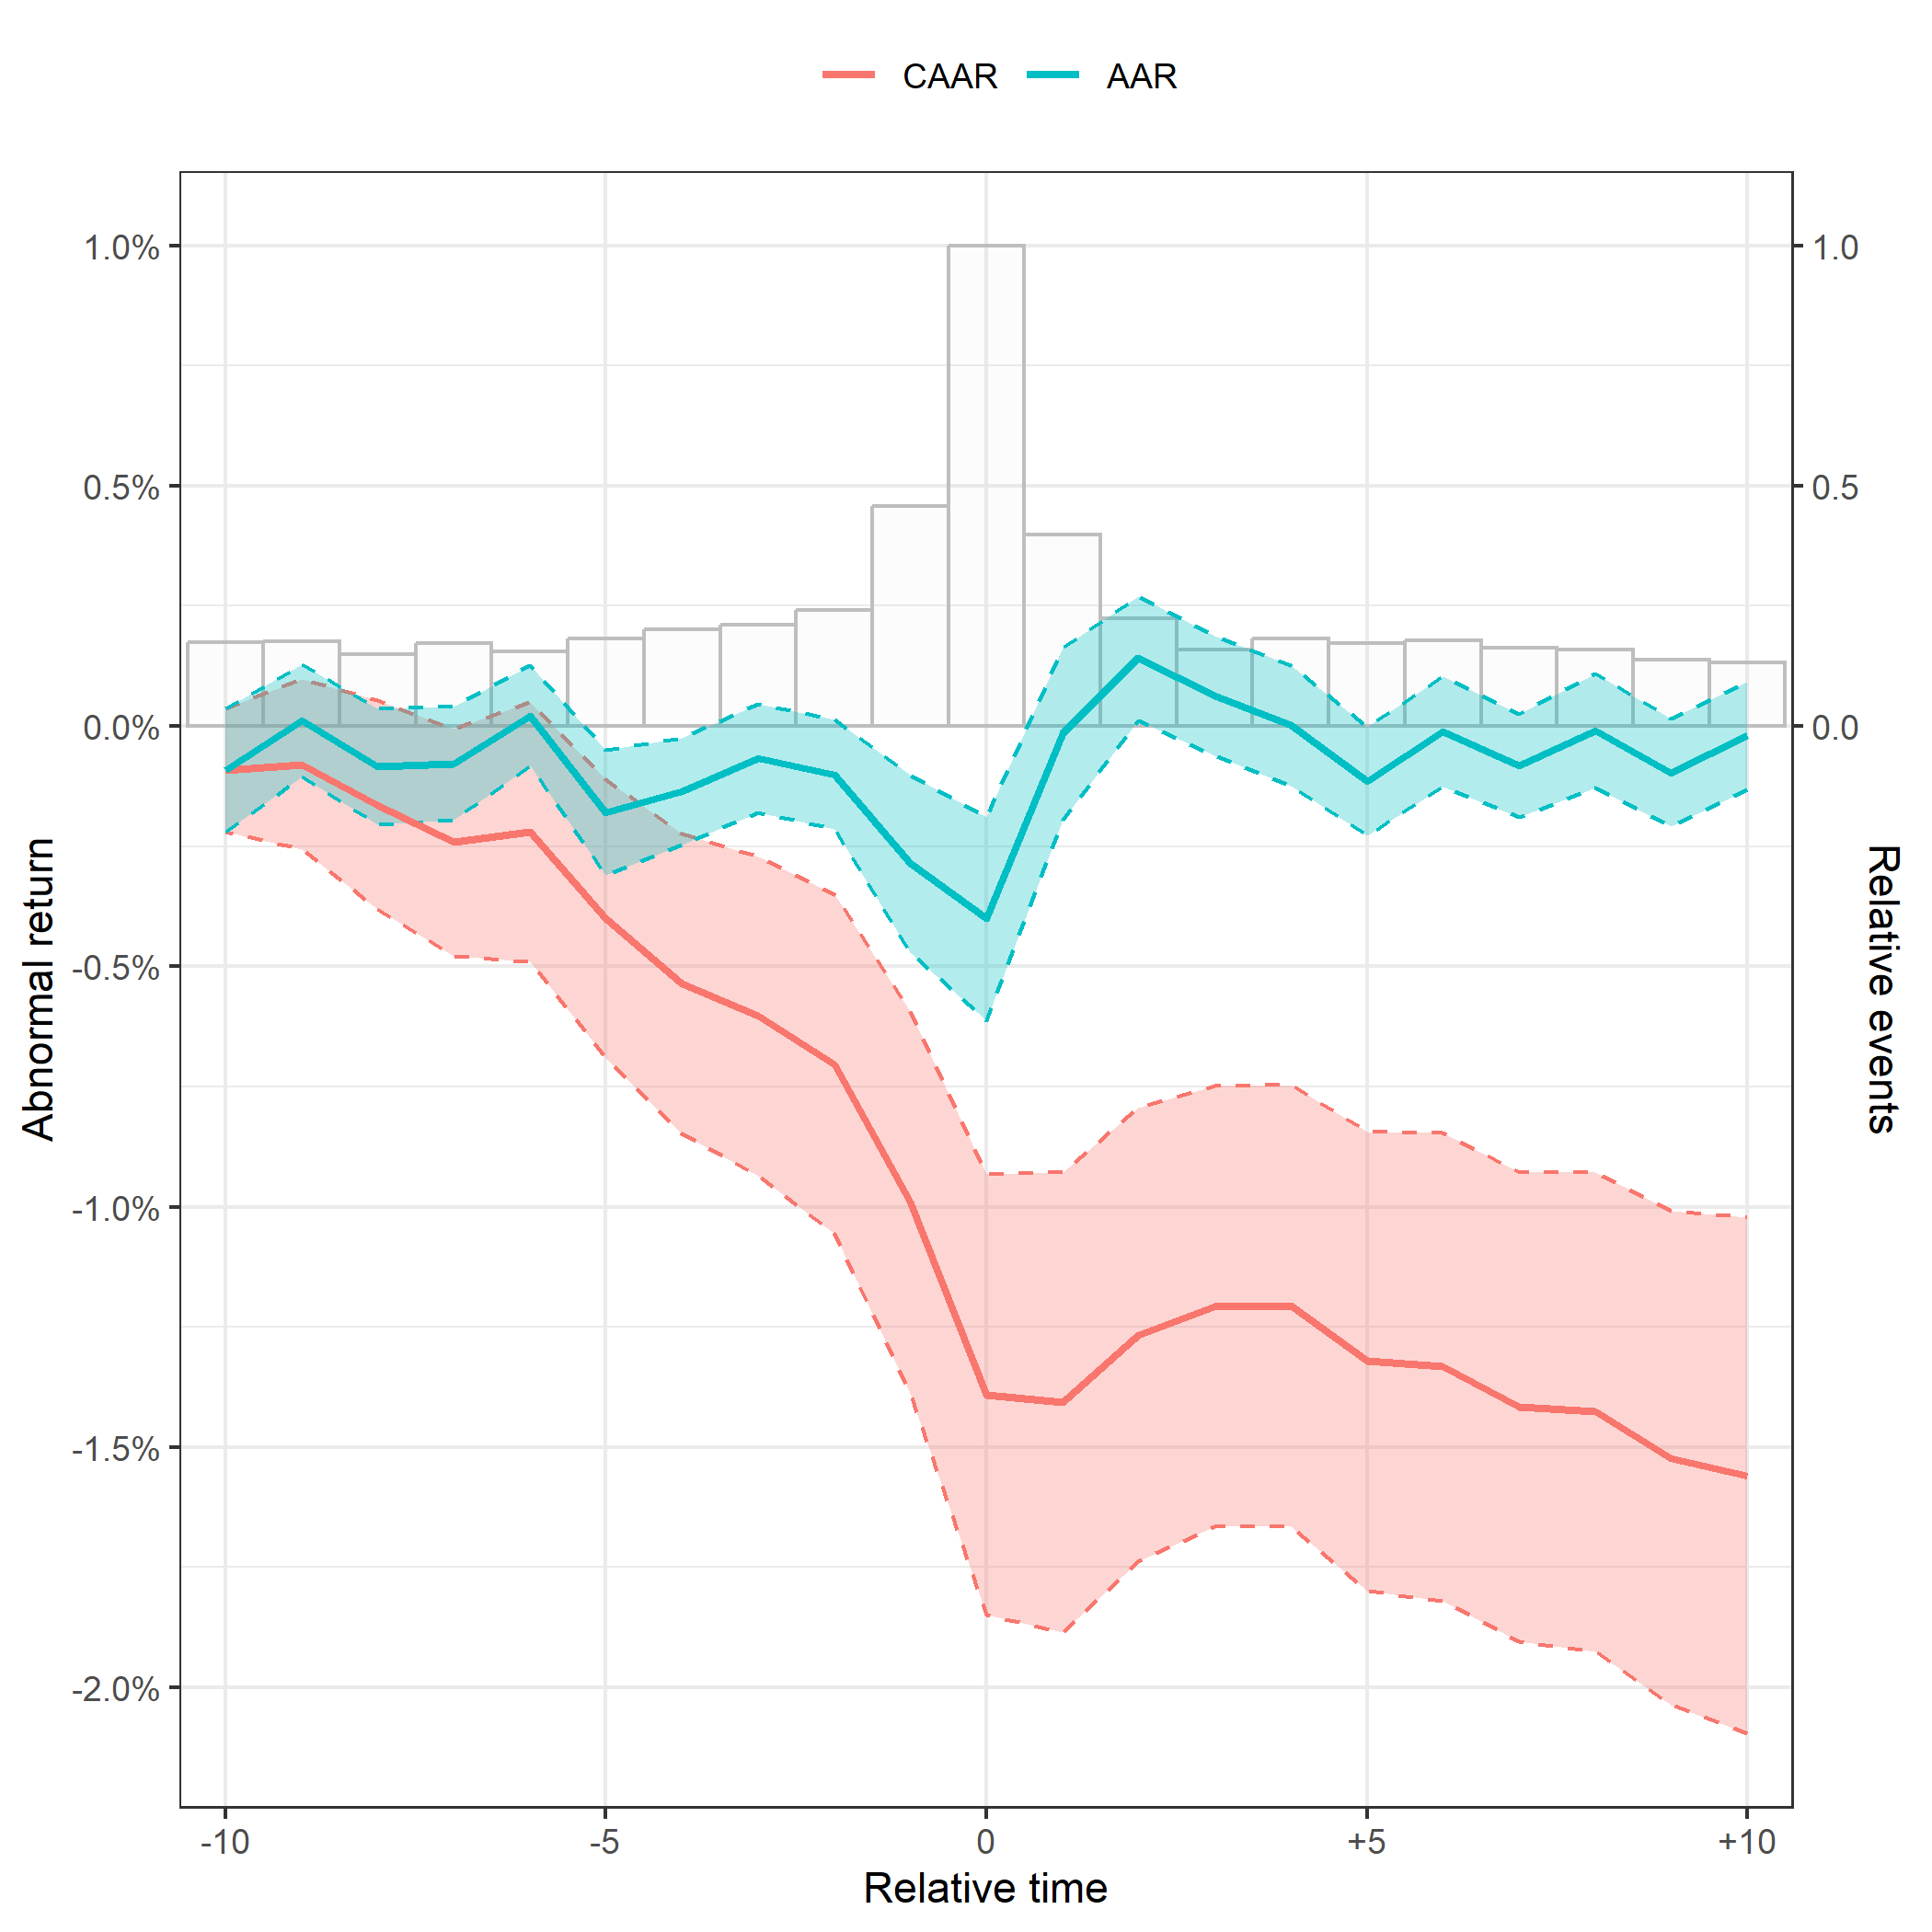 CAAR AAR
1.0%
0.5%
0.0%
-0.5%
-1.0%
-1.5%
-2.0%
Abnormal return
1.0
0.5
0.0
Relative events
-10 -5 0 +5 +10
Relative time